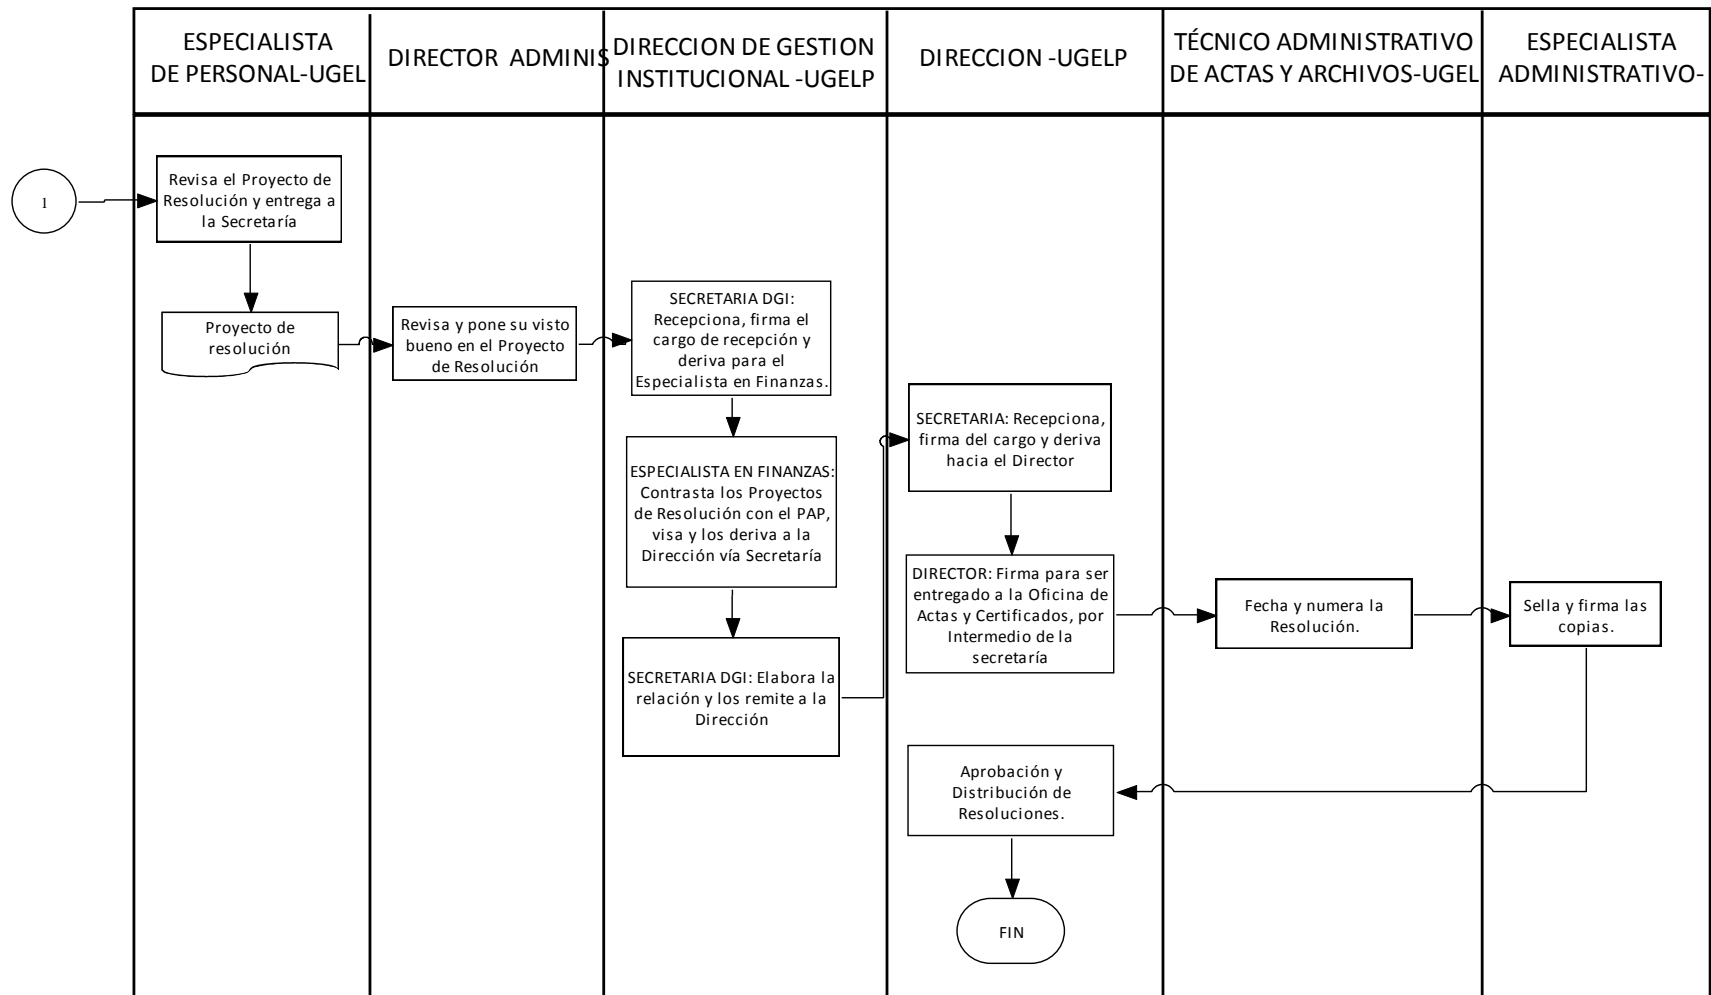 ESPECIALISTA
DE PERSONAL-UGEL
DIRECTOR ADMINIS
DIRECCION DE GESTION
INSTITUCIONAL -UGELP
DIRECCION -UGELP
TÉCNICO ADMINISTRATIVO
DE ACTAS Y ARCHIVOS-UGEL
ESPECIALISTA
ADMINISTRATIVO-
1
Revisa el Proyecto de
Resolución y entrega a
la Secretaría
Proyecto de
resolución
Revisa y pone su visto
bueno en el Proyecto
de Resolución
SECRETARIA DGI:
Recepciona, firma el
cargo de recepción y
deriva para el
Especialista en Finanzas.
ESPECIALISTA EN FINANZAS:
Contrasta los Proyectos
de Resolución con el PAP,
visa y los deriva a la
Dirección vía Secretaría
SECRETARIA DGI: Elabora la
relación y los remite a la
Dirección
SECRETARIA: Recepciona,
firma del cargo y deriva
hacia el Director
DIRECTOR: Firma para ser
entregado a la Oficina de
Actas y Certificados, por
Intermedio de la
secretaría
Fecha y numera la
Resolución.
Sella y firma las
copias.
Aprobación y
Distribución de
Resoluciones.
FIN